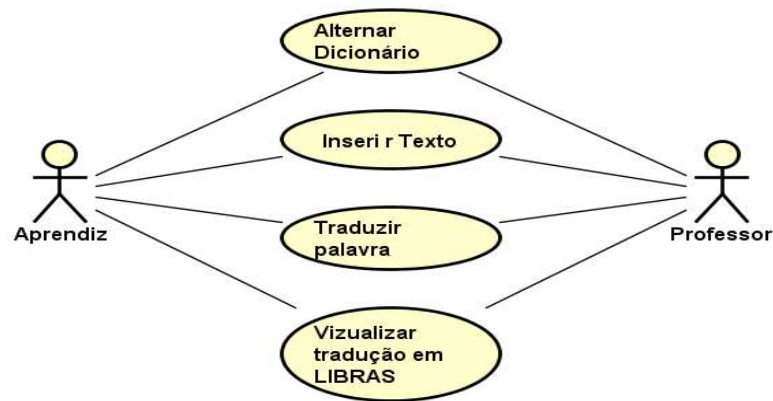 Alternar
Dicionário
Inseri r Texto
Aprendiz
Professor
Traduzir
palavra
Vizualizar
tradução em
LIBRAS